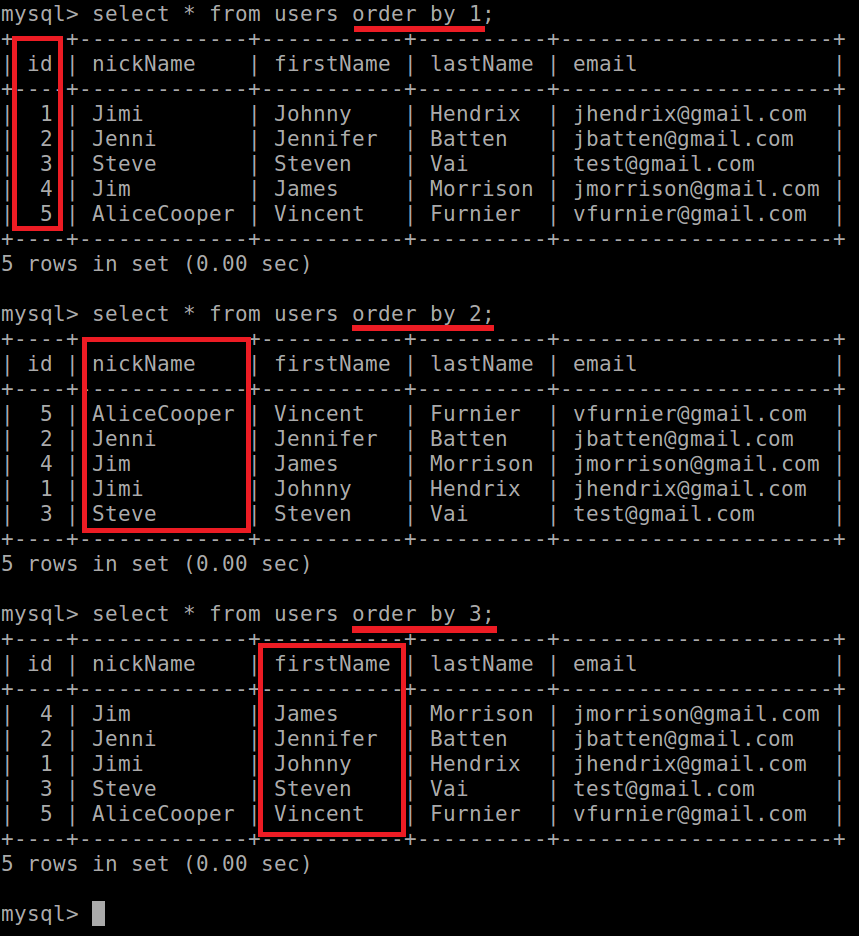 mysql> select * from users order by 1;
+----+-------------+-----------+----------+---------------------+
| id | nickName    | firstName | lastName | email               |
+----+-------------+-----------+----------+---------------------+
|  1 | Jimi        | Johnny    | Hendrix  | jhendrix@gmail.com  |
|  2 | Jenni       | Jennifer  | Batten   | jbatten@gmail.com   |
|  3 | Steve       | Steven    | Vai      | test@gmail.com      |
|  4 | Jim         | James     | Morrison | jmorrison@gmail.com |
|  5 | AliceCooper | Vincent   | Furnier  | vfurnier@gmail.com  |
+----+-------------+-----------+----------+---------------------+
5 rows in set (0.00 sec)
mysql> select * from users order by 2;
+----+-------------+-----------+----------+---------------------+
| id | nickName    | firstName | lastName | email               |
+----+-------------+-----------+----------+---------------------+
|  5 | AliceCooper | Vincent   | Furnier  | vfurnier@gmail.com  |
|  2 | Jenni       | Jennifer  | Batten   | jbatten@gmail.com   |
|  4 | Jim         | James     | Morrison | jmorrison@gmail.com |
|  1 | Jimi        | Johnny    | Hendrix  | jhendrix@gmail.com  |
|  3 | Steve       | Steven    | Vai      | test@gmail.com      |
+----+-------------+-----------+----------+---------------------+
5 rows in set (0.00 sec)
mysql> select * from users order by 3;
+----+-------------+-----------+----------+---------------------+
| id | nickName    | firstName | lastName | email               |
+----+-------------+-----------+----------+---------------------+
|  4 | Jim         | James     | Morrison | jmorrison@gmail.com |
|  2 | Jenni       | Jennifer  | Batten   | jbatten@gmail.com   |
|  1 | Jimi        | Johnny    | Hendrix  | jhendrix@gmail.com  |
|  3 | Steve       | Steven    | Vai      | test@gmail.com      |
|  5 | AliceCooper | Vincent   | Furnier  | vfurnier@gmail.com  |
+----+-------------+-----------+----------+---------------------+
5 rows in set (0.00 sec)
mysql>